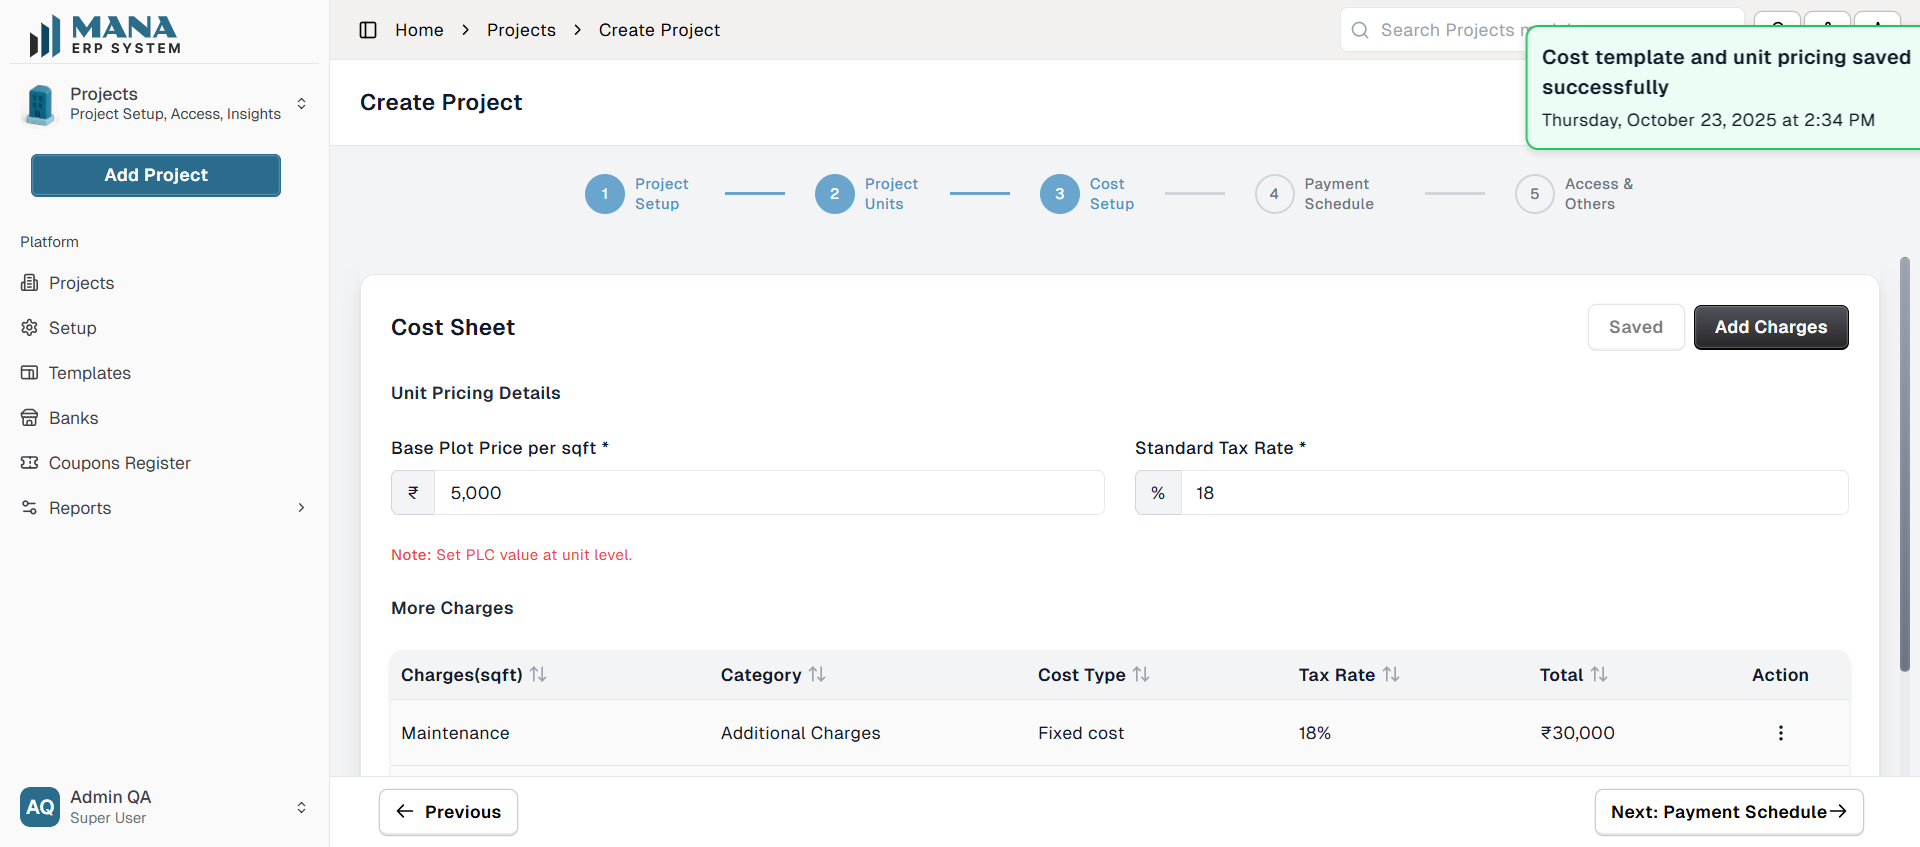 MANA
ERP SYSTEM
Projects
Project Setup, Access, Insights
Add Project
Platform
Projects
Setup
Templates
Banks
Coupons Register
Reports
AQ
Admin QA
Super User
Home
Projects
Create Project
Search Projects
Cost template and unit pricing saved
successfully
Thursday, October 23, 2025 at 2:34 PM
Create Project
1
Project
Setup
2
Project
Units
3
Cost
Setup
4
Payment
Schedule
5
Access &
Others
Cost Sheet
Saved
Add Charges
Unit Pricing Details
Base Plot Price per sqft *
Standard Tax Rate *
₹ 5,000
% 18
Note: Set PLC value at unit level.
More Charges
Charges(sqft) Category Cost Type Tax Rate Total Action
Maintenance Additional Charges Fixed cost 18% ₹30,000
Previous
Next: Payment Schedule